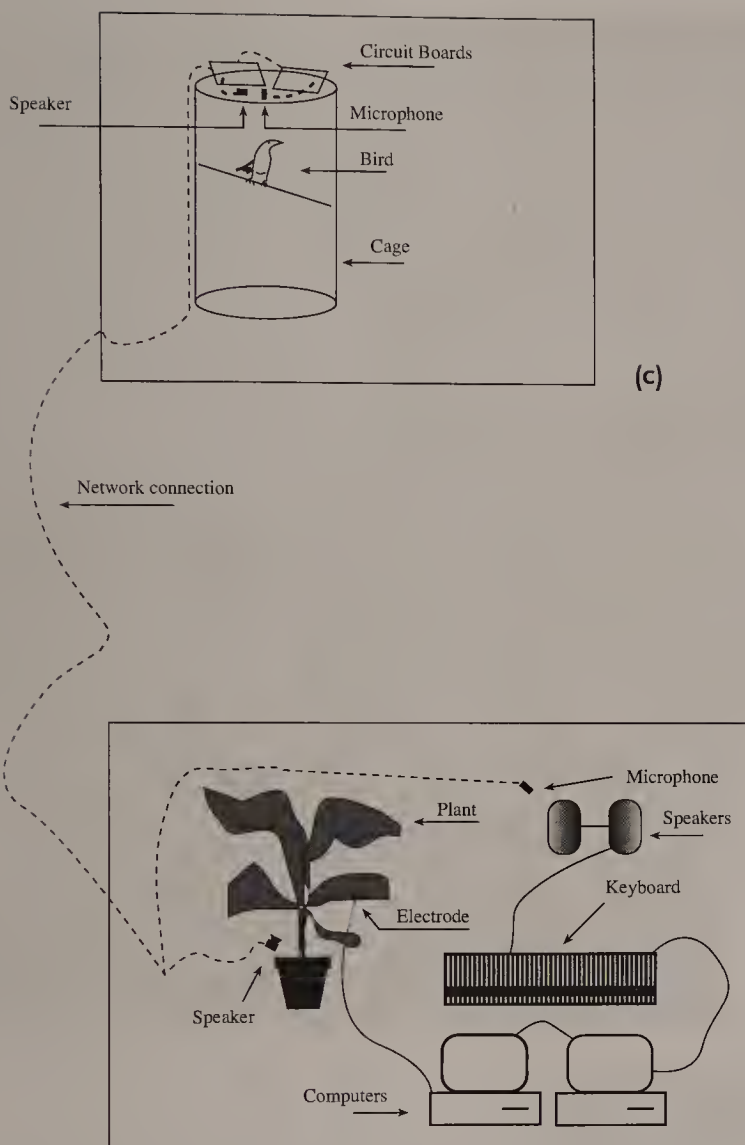 Circuit Boards
Speaker
Microphone
Bird
Cage
(c)
Network connection
Microphone
Plant
Speakers
Keyboard
Electrode
Speaker
Computers